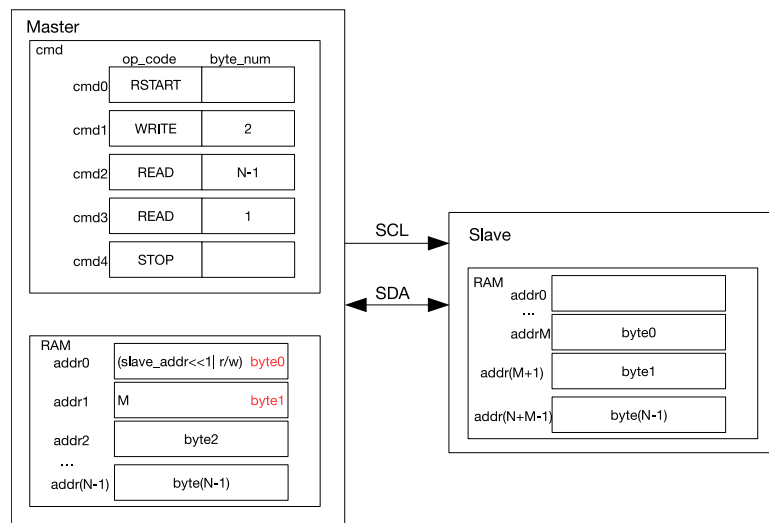 Master
cmd
op_code byte_num
cmd0 RSTART
cmd1 WRITE 2
cmd2 READ N-1
cmd3 READ 1
cmd4 STOP
RAM
addr0 (slave_addr<<1| r/w) byte0
addr1 M byte1
addr2 byte2
...
addr(N-1) byte(N-1)
SCL
SDA
Slave
RAM
addr0
...
addrM byte0
addr(M+1) byte1
addr(N+M-1) byte(N-1)